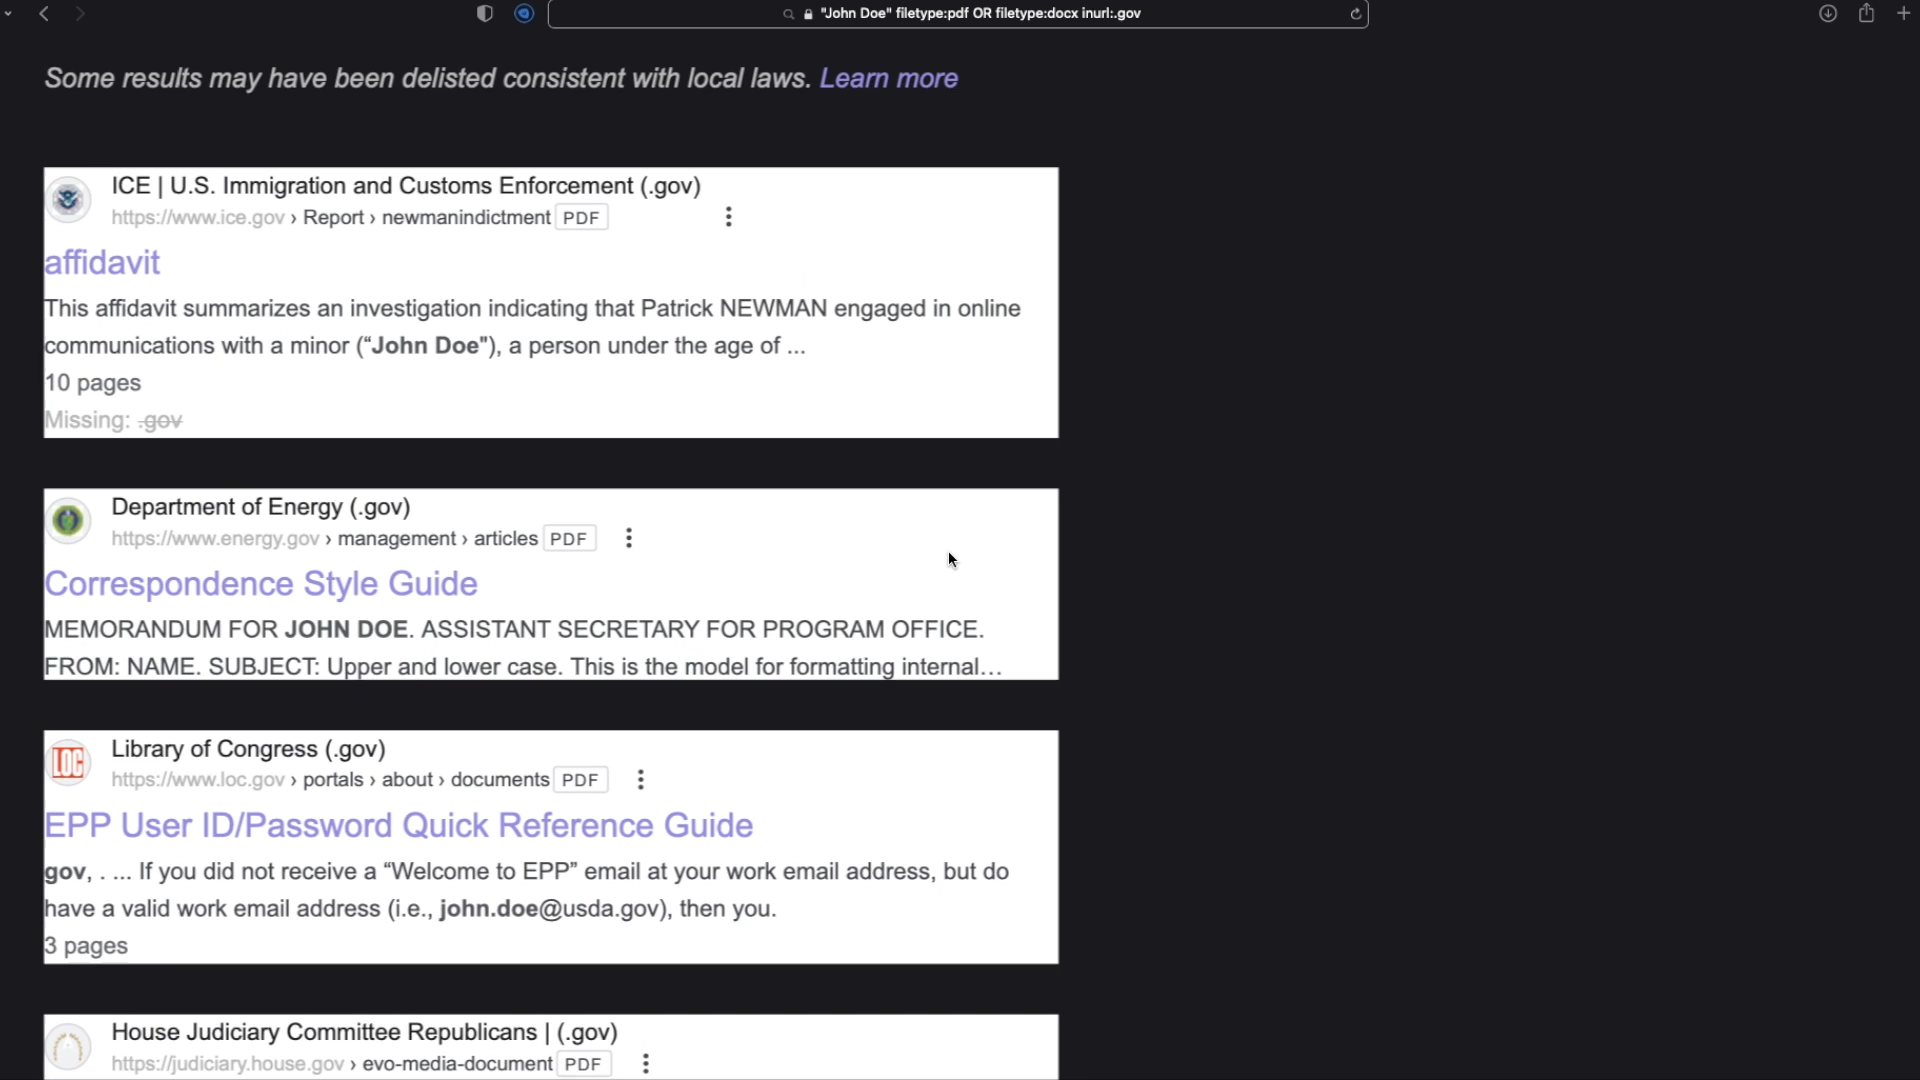 "John Doe" filetype:pdf OR filetype:docx inurl:.gov
Some results may have been delisted consistent with local laws. Learn more
ICE | U.S. Immigration and Customs Enforcement (.gov)
https://www.ice.gov › Report › newmanindictment PDF
affidavit
This affidavit summarizes an investigation indicating that Patrick NEWMAN engaged in online
communications with a minor (“John Doe"), a person under the age of ...
10 pages
Missing: .gov
Department of Energy (.gov)
https://www.energy.gov › management › articles PDF
Correspondence Style Guide
MEMORANDUM FOR JOHN DOE. ASSISTANT SECRETARY FOR PROGRAM OFFICE.
FROM: NAME. SUBJECT: Upper and lower case. This is the model for formatting internal...
LOC
Library of Congress (.gov)
https://www.loc.gov › portals › about › documents PDF
EPP User ID/Password Quick Reference Guide
gov, . ... If you did not receive a “Welcome to EPP” email at your work email address, but do
have a valid work email address (i.e., john.doe@usda.gov), then you.
3 pages
House Judiciary Committee Republicans | (.gov)
https://judiciary.house.gov › evo-media-document PDF